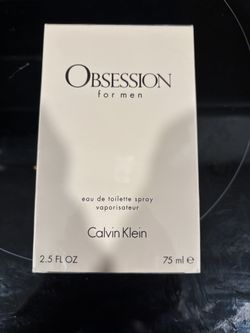 OBSESSION
for men
eau de toilette spray
vaporisateur
Calvin Klein
2.5 FL OZ 75 ml e